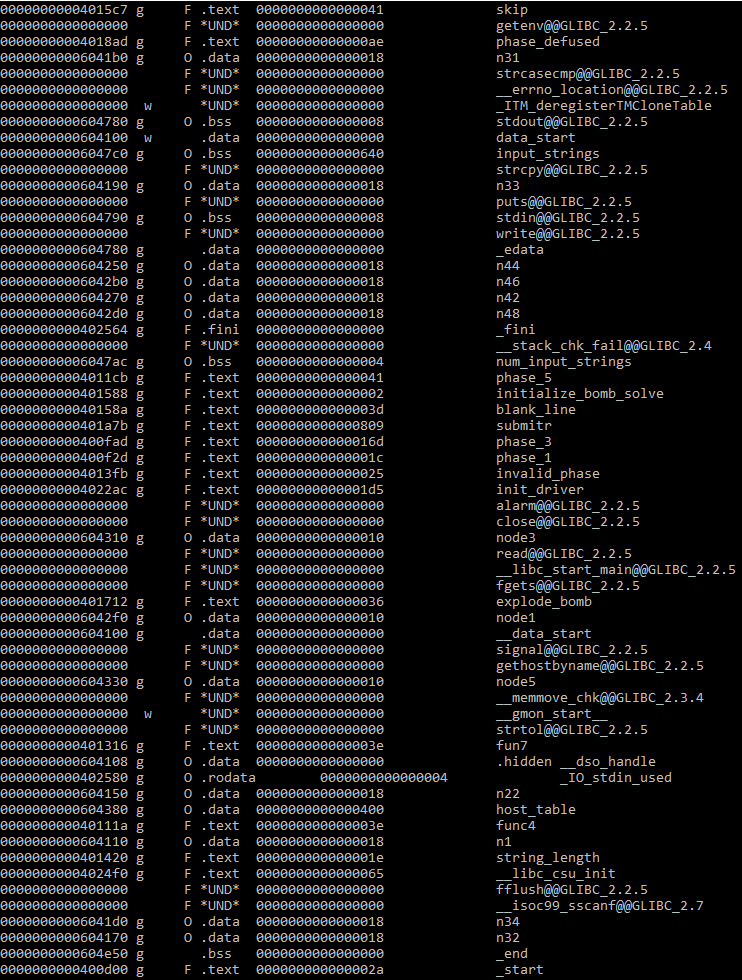 00000000004015c7 g     F .text  0000000000000041              skip
0000000000000000       F *UND*  0000000000000000              getenv@@GLIBC_2.2.5
00000000004018ad g     F .text  00000000000000ae              phase_defused
00000000006041b0 g     O .data  0000000000000018              n31
0000000000000000       F *UND*  0000000000000000              strcasecmp@@GLIBC_2.2.5
0000000000000000       F *UND*  0000000000000000              __errno_location@@GLIBC_2.2.5
0000000000000000  w      *UND*  0000000000000000              _ITM_deregisterTMCloneTable
0000000000604780 g     O .bss   0000000000000008              stdout@@GLIBC_2.2.5
0000000000604100  w      .data  0000000000000000              data_start
00000000006047c0 g     O .bss   0000000000000640              input_strings
0000000000000000       F *UND*  0000000000000000              strcpy@@GLIBC_2.2.5
0000000000604190 g     O .data  0000000000000018              n33
0000000000000000       F *UND*  0000000000000000              puts@@GLIBC_2.2.5
0000000000604790 g     O .bss   0000000000000008              stdin@@GLIBC_2.2.5
0000000000000000       F *UND*  0000000000000000              write@@GLIBC_2.2.5
0000000000604780 g       .data  0000000000000000              _edata
0000000000604250 g     O .data  0000000000000018              n44
00000000006042b0 g     O .data  0000000000000018              n46
0000000000604270 g     O .data  0000000000000018              n42
00000000006042d0 g     O .data  0000000000000018              n48
0000000000402564 g     F .fini  0000000000000000              _fini
0000000000000000       F *UND*  0000000000000000              __stack_chk_fail@@GLIBC_2.4
00000000006047ac g     O .bss   0000000000000004              num_input_strings
00000000004011cb g     F .text  0000000000000041              phase_5
0000000000401588 g     F .text  0000000000000002              initialize_bomb_solve
000000000040158a g     F .text  000000000000003d              blank_line
0000000000401a7b g     F .text  0000000000000809              submitr
0000000000400fad g     F .text  000000000000016d              phase_3
0000000000400f2d g     F .text  000000000000001c              phase_1
00000000004013fb g     F .text  0000000000000025              invalid_phase
00000000004022ac g     F .text  00000000000001d5              init_driver
0000000000000000       F *UND*  0000000000000000              alarm@@GLIBC_2.2.5
0000000000000000       F *UND*  0000000000000000              close@@GLIBC_2.2.5
0000000000604310 g     O .data  0000000000000010              node3
0000000000000000       F *UND*  0000000000000000              read@@GLIBC_2.2.5
0000000000000000       F *UND*  0000000000000000              __libc_start_main@@GLIBC_2.2.5
0000000000000000       F *UND*  0000000000000000              fgets@@GLIBC_2.2.5
0000000000401712 g     F .text  0000000000000036              explode_bomb
00000000006042f0 g     O .data  0000000000000010              node1
0000000000604100 g       .data  0000000000000000              __data_start
0000000000000000       F *UND*  0000000000000000              signal@@GLIBC_2.2.5
0000000000000000       F *UND*  0000000000000000              gethostbyname@@GLIBC_2.2.5
0000000000604330 g     O .data  0000000000000010              node5
0000000000000000       F *UND*  0000000000000000              __memmove_chk@@GLIBC_2.3.4
0000000000000000  w      *UND*  0000000000000000              __gmon_start__
0000000000000000       F *UND*  0000000000000000              strtol@@GLIBC_2.2.5
0000000000401316 g     F .text  000000000000003e              fun7
0000000000604108 g     O .data  0000000000000000              .hidden __dso_handle
0000000000402580 g     O .rodata        0000000000000004              _IO_stdin_used
0000000000604150 g     O .data  0000000000000018              n22
0000000000604380 g     O .data  0000000000000400              host_table
000000000040111a g     F .text  000000000000003e              func4
0000000000604110 g     O .data  0000000000000018              n1
0000000000401420 g     F .text  000000000000001e              string_length
00000000004024f0 g     F .text  0000000000000065              __libc_csu_init
0000000000000000       F *UND*  0000000000000000              fflush@@GLIBC_2.2.5
0000000000000000       F *UND*  0000000000000000              __isoc99_sscanf@@GLIBC_2.7
00000000006041d0 g     O .data  0000000000000018              n34
0000000000604170 g     O .data  0000000000000018              n32
0000000000604e50 g       .bss   0000000000000000              _end
0000000000400d00 g     F .text  000000000000002a              _start